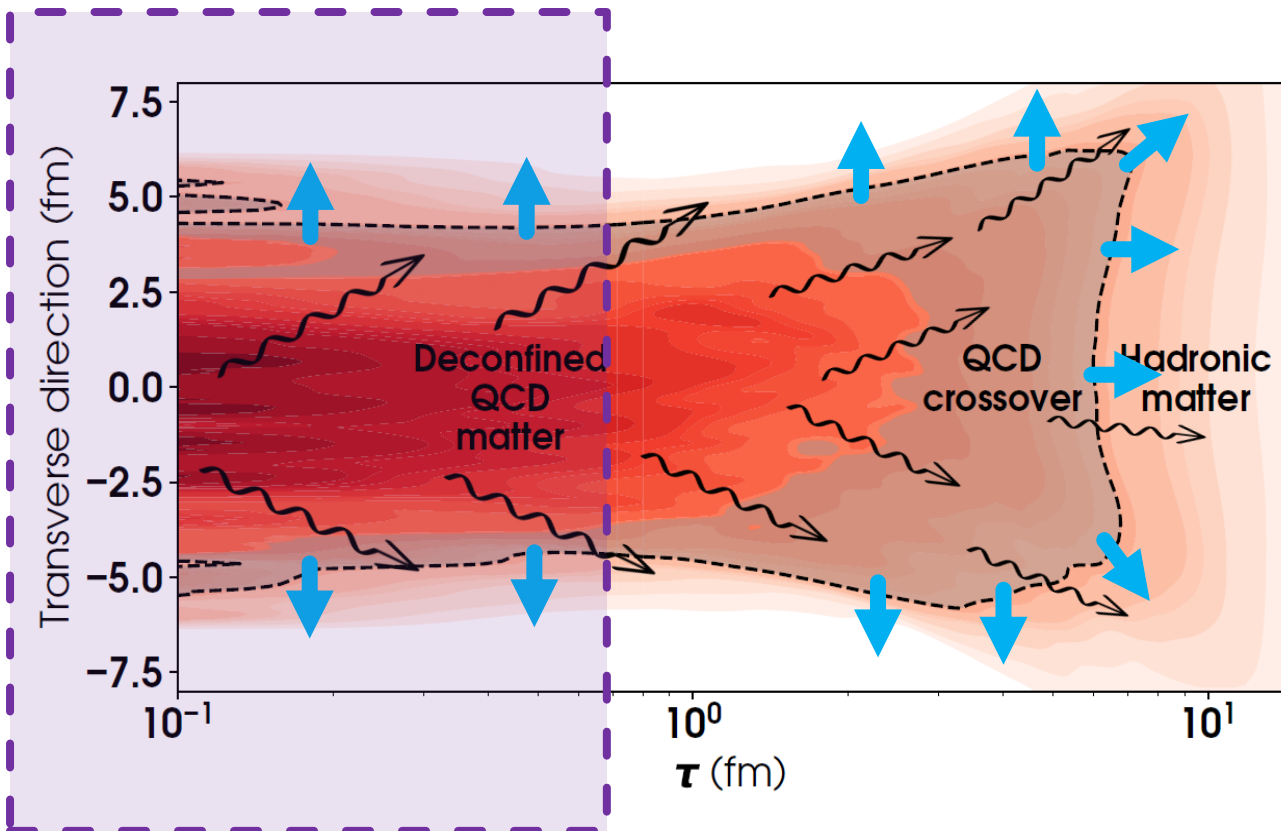 7.5
5.0
2.5
0.0
−2.5
−5.0
−7.5
Transverse direction (fm)
Deconfined
QCD
matter
QCD
crossover
Hadronic
matter
10⁻¹
10⁰
10¹
τ (fm)